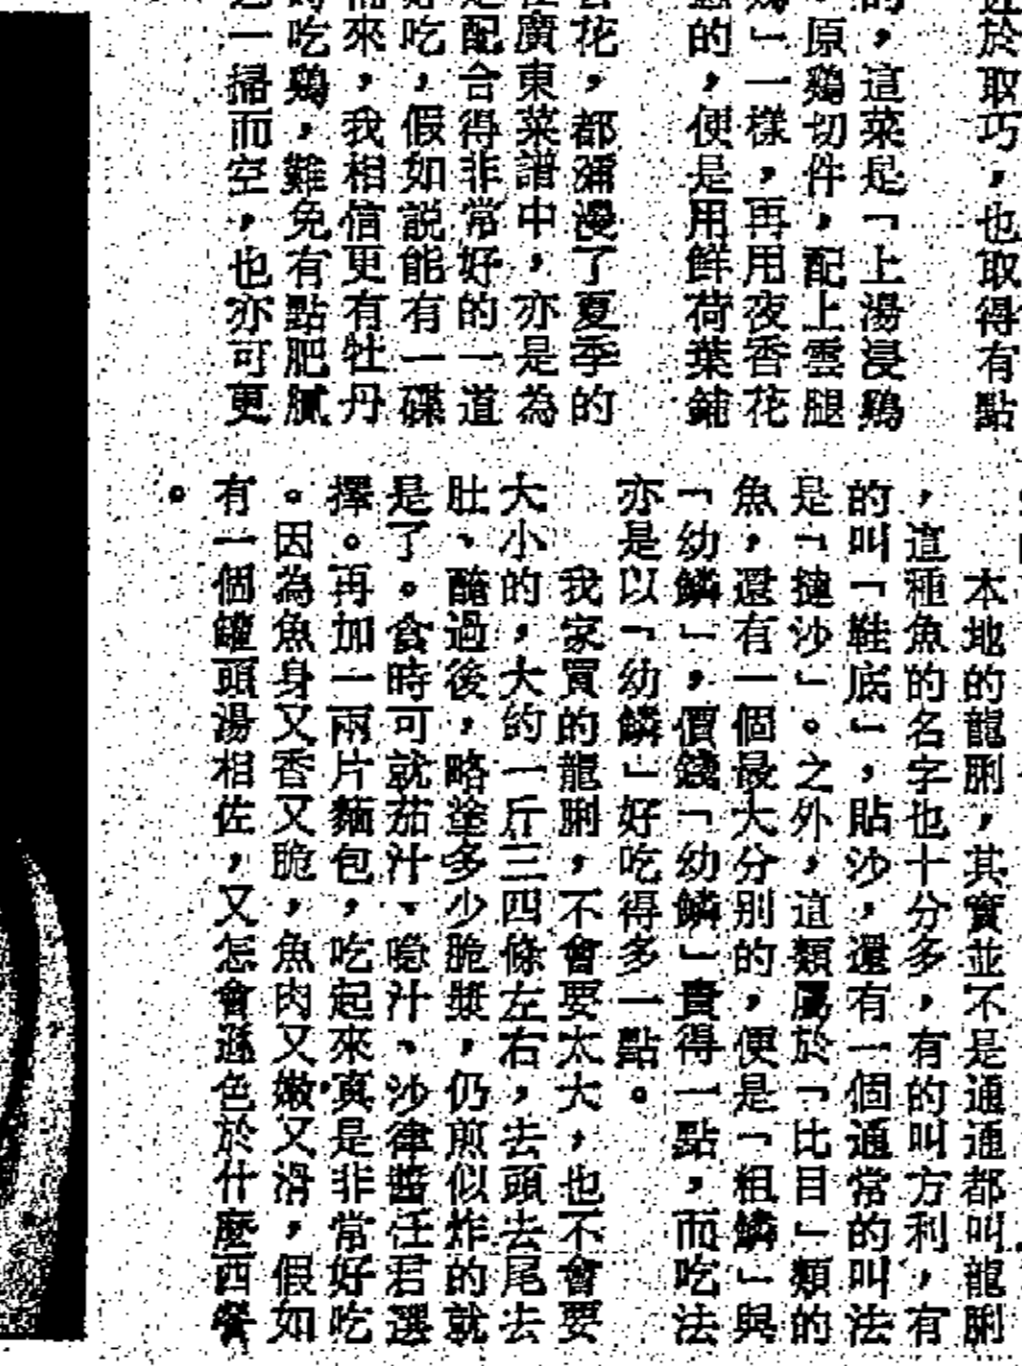 近於取巧，也取得有點
的，這菜是「上湯浸鷄
，原鷄切件，配上雲腿
」一樣，再用夜香花
的，便是用鮮荷葉鋪
花，都瀰漫了夏季的
廣東菜譜中，亦是為
配合得非常好的一道
吃，假如説能有一碟
來，我相信更有牡丹
吃鷄，難免有點肥膩
一掃而空，也亦可更
本地的龍脷，其實並不是通通都叫龍脷
，這種魚的名字也十分多，有的叫方利，有
的叫「鞋底」，貼沙，還有一個通常的叫法
是「撻沙」。之外，這類屬於「比目」類的
魚，還有一個最大分別的，便是「粗鱗」與
「幼鱗」，價錢「幼鱗」貴得一點，而吃法
亦是以「幼鱗」好吃得多一點。
我家買的龍脷，不會要太大，也不會要
大小的，大約一斤三四條左右，去頭去尾去
肚、醃過後，略塗多少脆漿，仍煎似炸的就
是了。食時可就茄汁、喼汁、沙律醬任君選
擇。再加一兩片麵包，吃起來真是非常好吃
。因為魚身又香又脆，魚肉又嫩又滑，假如
有一個罐頭湯相佐，又怎會遜色於什麼西餐
。